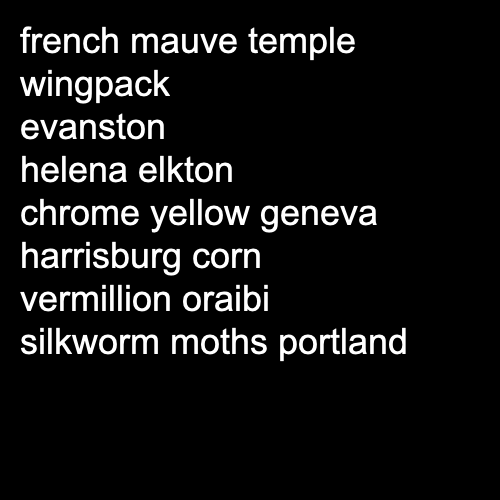 french mauve temple
wingpack
evanston
helena elkton
chrome yellow geneva
harrisburg corn
vermillion oraibi
silkworm moths portland